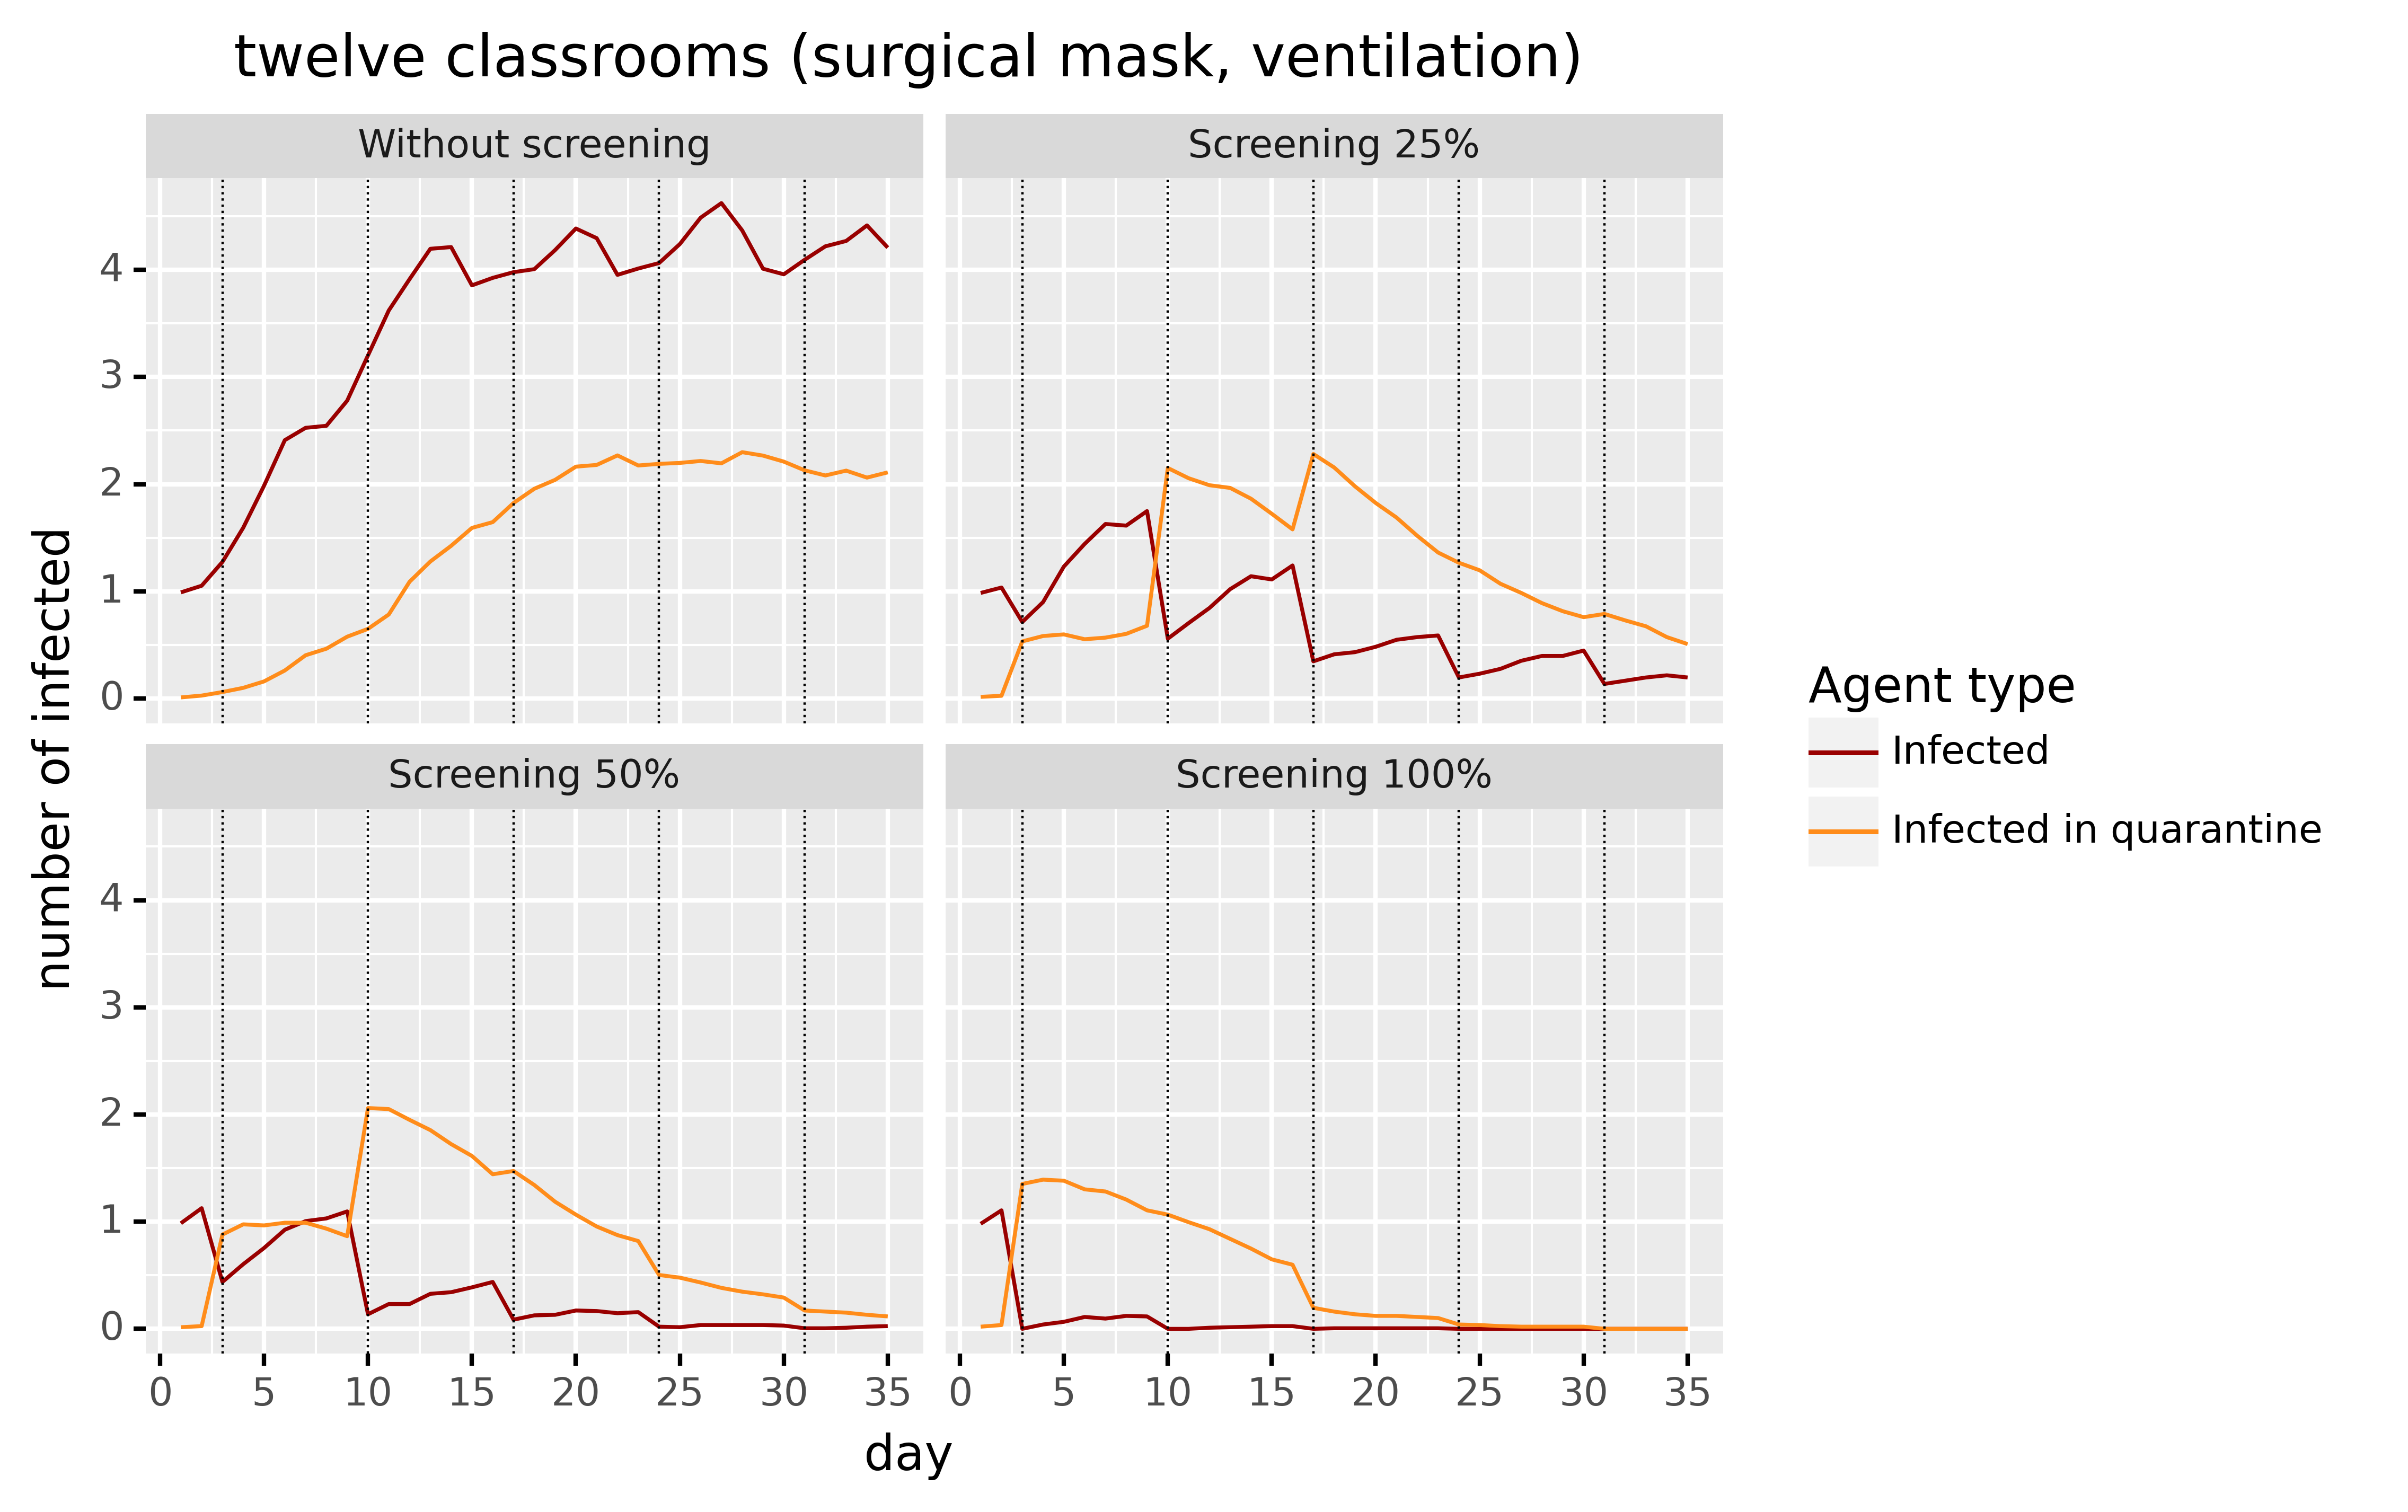 twelve classrooms (surgical mask, ventilation)
Without screening
Screening 25%
4
3
2
1
0
Screening 50%
Screening 100%
4
3
2
1
0
0 5 10 15 20 25 30 35
0 5 10 15 20 25 30 35
day
number of infected
Agent type
Infected
Infected in quarantine